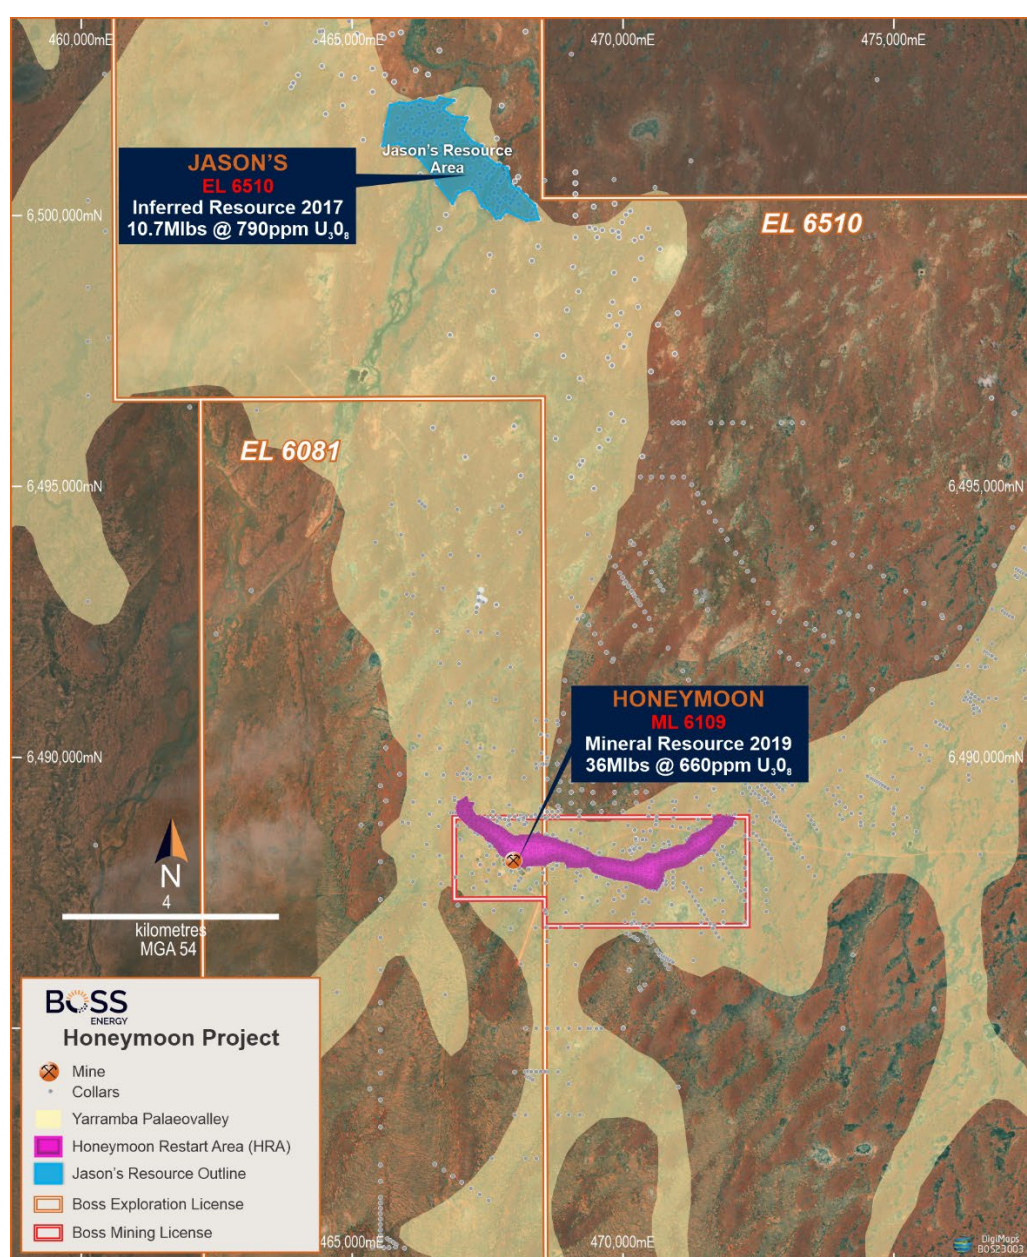 460,000mE
465,000mE
470,000mE
475,000mE
Jason's Resource
Area
JASON'S
EL 6510
Inferred Resource 2017
10.7Mlbs @ 790ppm U₃0₈
6,500,000mN
EL 6510
EL 6081
6,495,000mN
6,495,000mN
HONEYMOON
ML 6109
Mineral Resource 2019
36Mlbs @ 660ppm U₃0₈
6,490,000mN
6,490,000mN
N
4
kilometres
MGA 54
BOSS
ENERGY
Honeymoon Project
Mine
Collars
Yarramba Palaeovalley
Honeymoon Restart Area (HRA)
Jason's Resource Outline
Boss Exploration License
Boss Mining License
465,000mE
470,000mE
DigiMaps
BOS23003